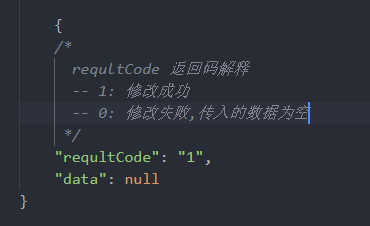 {
/*
requltCode 返回码解释
-- 1: 修改成功
-- 0: 修改失败,传入的数据为空
*/
"requltCode": "1",
"data": null
}